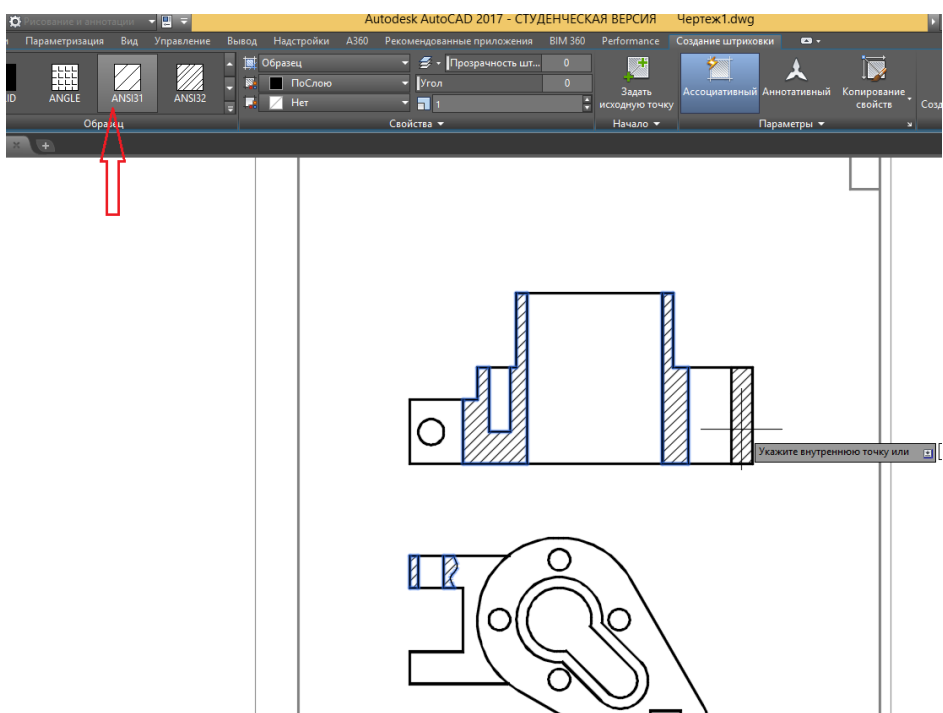 Рисование и аннотации
Autodesk AutoCAD 2017 - СТУДЕНЧЕСКАЯ ВЕРСИЯ Чертеж1.dwg
Параметризация Вид Управление Вывод Надстройки A360 Рекомендованные приложения BIM 360 Performance Создание штриховки
Образец Прозрачность шт... 0
ПоСлою Угол 0
Нет 1
ANGLE ANSI31 ANSI32
Задать
исходную точку
Ассоциативный Аннотативный
Копирование
свойств
Образец Свойства Начало Параметры
Укажите внутреннюю точку или